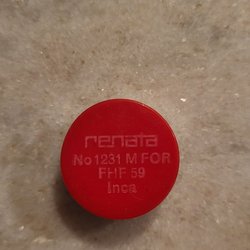 renata
No 1231 M FOR
FHF 59
Inca